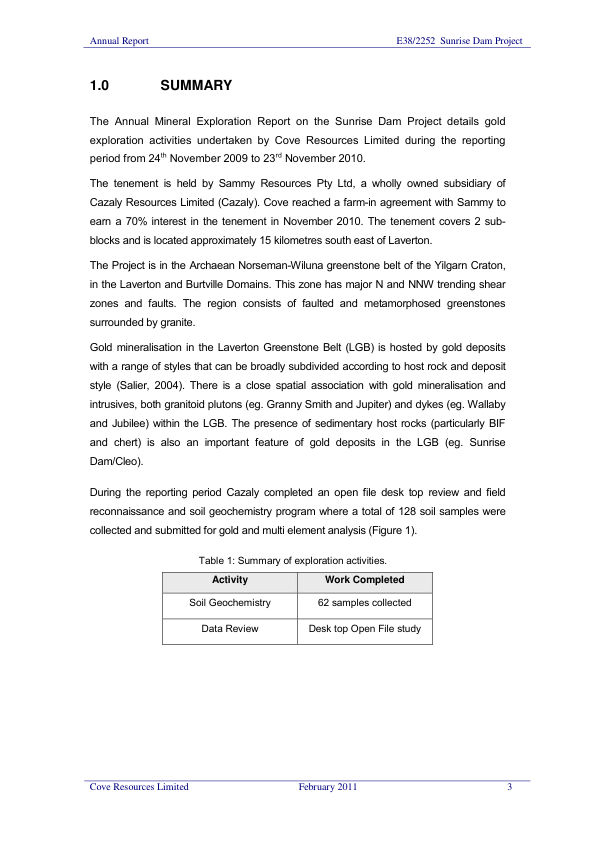 Annual Report E38/2252 Sunrise Dam Project
1.0 SUMMARY
The Annual Mineral Exploration Report on the Sunrise Dam Project details gold
exploration activities undertaken by Cove Resources Limited during the reporting
period from 24th November 2009 to 23rd November 2010.
The tenement is held by Sammy Resources Pty Ltd, a wholly owned subsidiary of
Cazaly Resources Limited (Cazaly). Cove reached a farm-in agreement with Sammy to
earn a 70% interest in the tenement in November 2010. The tenement covers 2 sub-
blocks and is located approximately 15 kilometres south east of Laverton.
The Project is in the Archaean Norseman-Wiluna greenstone belt of the Yilgarn Craton,
in the Laverton and Burtville Domains. This zone has major N and NNW trending shear
zones and faults. The region consists of faulted and metamorphosed greenstones
surrounded by granite.
Gold mineralisation in the Laverton Greenstone Belt (LGB) is hosted by gold deposits
with a range of styles that can be broadly subdivided according to host rock and deposit
style (Salier, 2004). There is a close spatial association with gold mineralisation and
intrusives, both granitoid plutons (eg. Granny Smith and Jupiter) and dykes (eg. Wallaby
and Jubilee) within the LGB. The presence of sedimentary host rocks (particularly BIF
and chert) is also an important feature of gold deposits in the LGB (eg. Sunrise
Dam/Cleo).
During the reporting period Cazaly completed an open file desk top review and field
reconnaissance and soil geochemistry program where a total of 128 soil samples were
collected and submitted for gold and multi element analysis (Figure 1).
Table 1: Summary of exploration activities.
Activity Work Completed
Soil Geochemistry 62 samples collected
Data Review Desk top Open File study
Cove Resources Limited February 2011 3